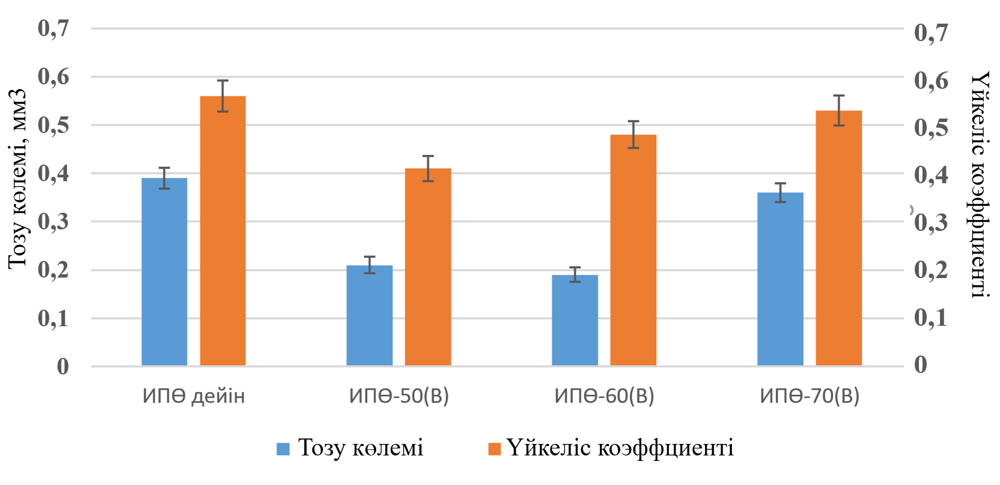 Тозу көлемі, мм3
0,7
0,6
0,5
0,4
0,3
0,2
0,1
0
0,7
0,6
0,5
0,4
0,3
0,2
0,1
0
Үйкеліс коэффциенті
ИПӨ дейін
ИПӨ-50(В)
ИПӨ-60(В)
ИПӨ-70(В)
Тозу көлемі
Үйкеліс коэффциенті